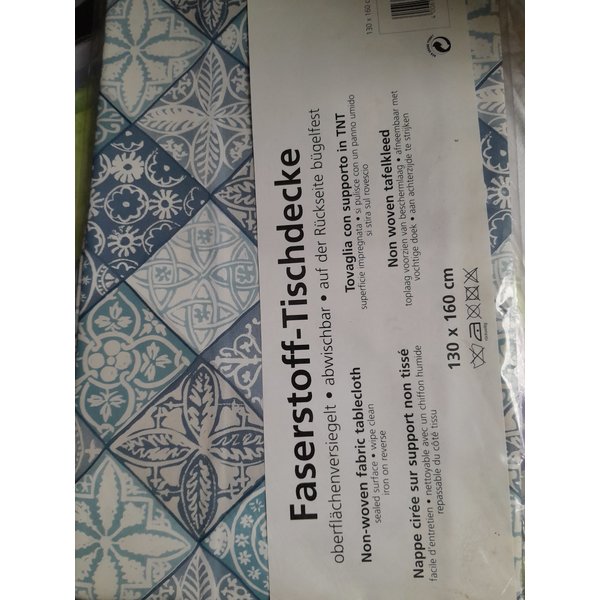 Faserstoff-Tischdecke
oberflächenversiegelt • abwischbar • auf der Rückseite bügelfest
Non-woven fabric tablecloth
sealed surface • wipe clean
iron on reverse
Tovaglia con supporto in TNT
superficie impregnata • si pulisce con un panno umido
si stira sul rovescio
Nappe cirée sur support non tissé
facile d'entretien • nettoyable avec un chiffon humide
repassable du côté tissu
Non woven tafelkleed
toplaag voorzien van beschermlaag • afneembaar met
vochtige doek • aan achterzijde te strijken
130 x 160 cm
130 x 160 c